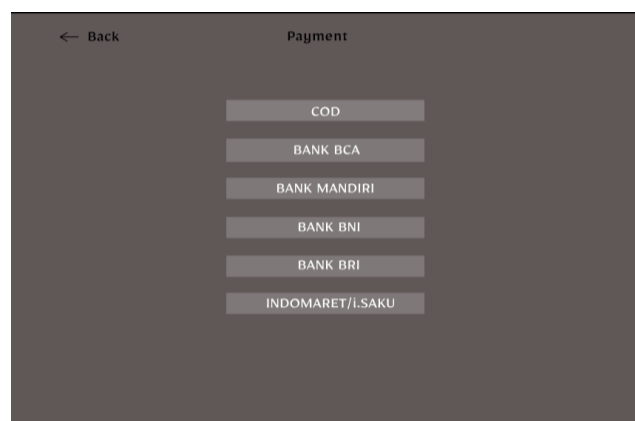 ← Back
Payment
COD
BANK BCA
BANK MANDIRI
BANK BNI
BANK BRI
INDOMARET/i.SAKU